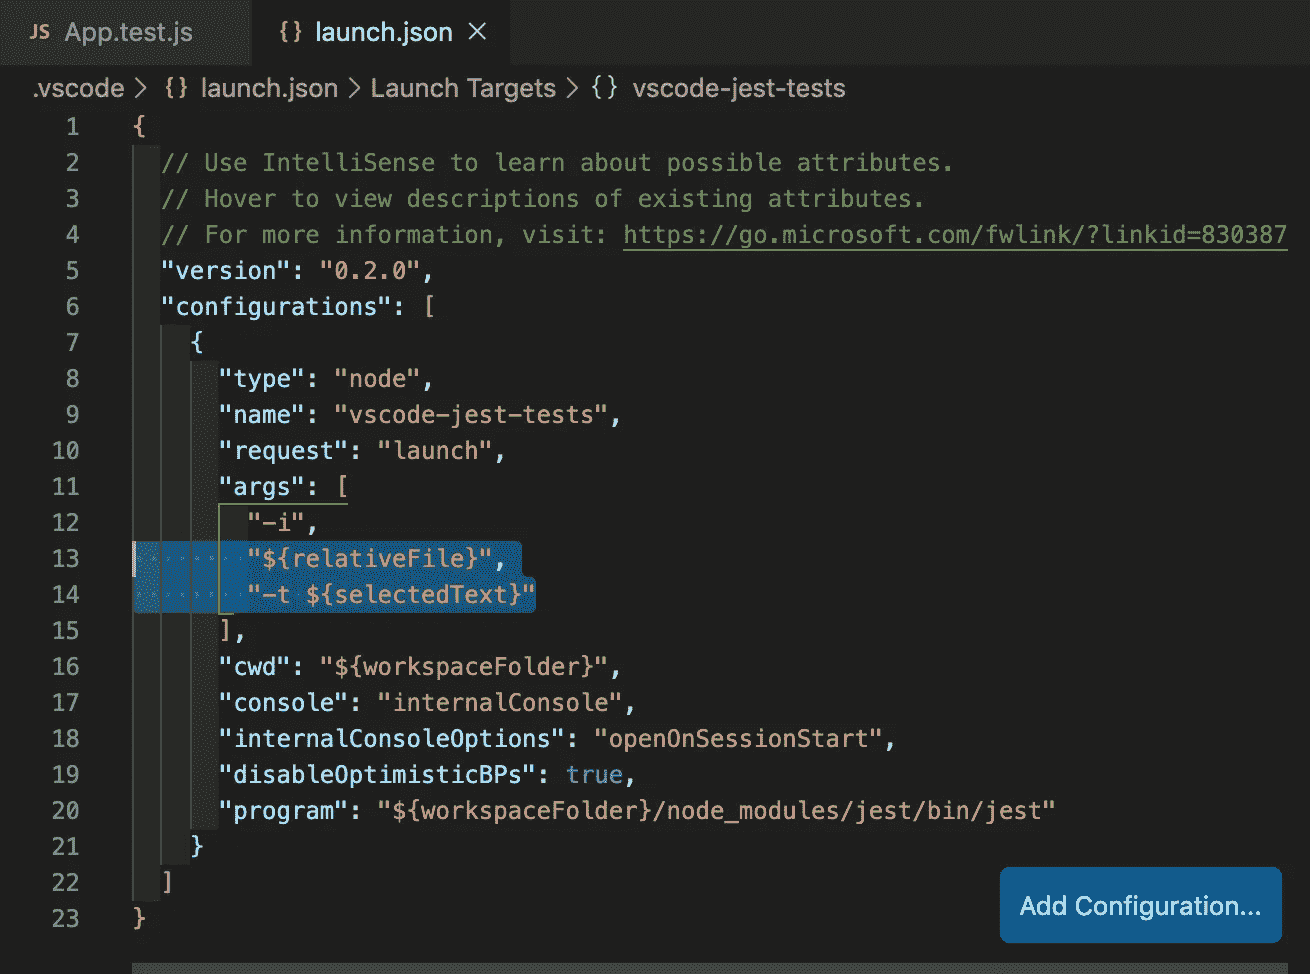 JS App.test.js {} launch.json ×
.vscode > {} launch.json > Launch Targets > {} vscode-jest-tests
1 {
2 // Use IntelliSense to learn about possible attributes.
3 // Hover to view descriptions of existing attributes.
4 // For more information, visit: https://go.microsoft.com/fwlink/?linkid=830387
5 "version": "0.2.0",
6 "configurations": [
7 {
8 "type": "node",
9 "name": "vscode-jest-tests",
10 "request": "launch",
11 "args": [
12 "-i",
13 "${relativeFile}",
14 "-t ${selectedText}"
15 ],
16 "cwd": "${workspaceFolder}",
17 "console": "internalConsole",
18 "internalConsoleOptions": "openOnSessionStart",
19 "disableOptimisticBPs": true,
20 "program": "${workspaceFolder}/node_modules/jest/bin/jest"
21 }
22 ]
23 }
Add Configuration...